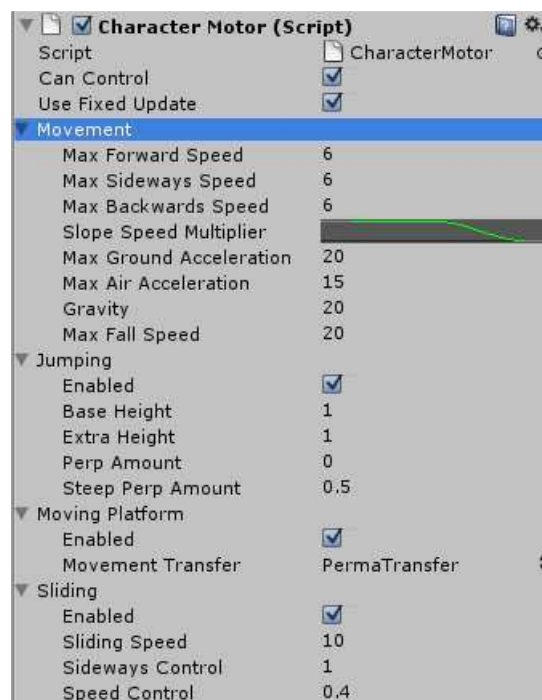 Character Motor (Script)
Script CharacterMotor
Can Control
Use Fixed Update
Movement
Max Forward Speed 6
Max Sideways Speed 6
Max Backwards Speed 6
Slope Speed Multiplier
Max Ground Acceleration 20
Max Air Acceleration 15
Gravity 20
Max Fall Speed 20
Jumping
Enabled
Base Height 1
Extra Height 1
Perp Amount 0
Steep Perp Amount 0.5
Moving Platform
Enabled
Movement Transfer PermaTransfer
Sliding
Enabled
Sliding Speed 10
Sideways Control 1
Speed Control 0.4